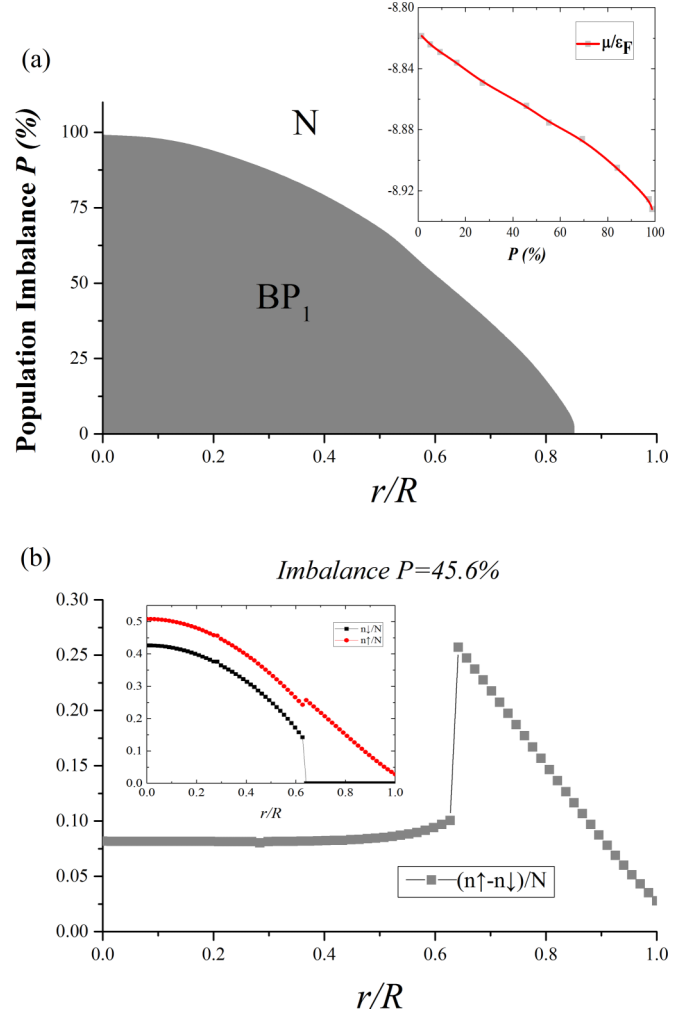 (a)
N
BP1
Population Imbalance P (%)
100
75
50
25
0
0.0 0.2 0.4 0.6 0.8 1.0
r/R
-8.80
-8.84
-8.88
-8.92
μ/εF
0 20 40 60 80 100
P (%)
(b)
Imbalance P=45.6%
0.30
0.25
0.20
0.15
0.10
0.05
0.00
0.0 0.2 0.4 0.6 0.8 1.0
r/R
(n↑-n↓)/N
0.5
0.4
0.3
0.2
0.1
0.0
n↓/N
n↑/N
0.0 0.2 0.4 0.6 0.8 1.0
r/R